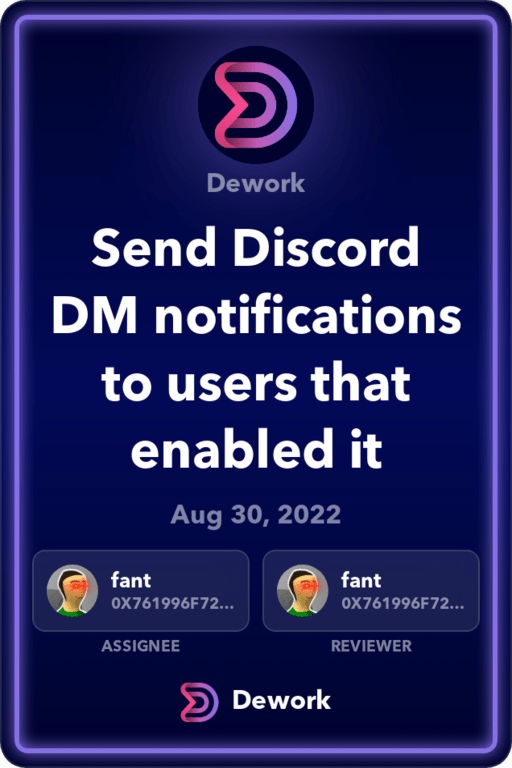 Dework
Send Discord
DM notifications
to users that
enabled it
Aug 30, 2022
fant
0X761996F72...
ASSIGNEE
fant
0X761996F72...
REVIEWER
Dework